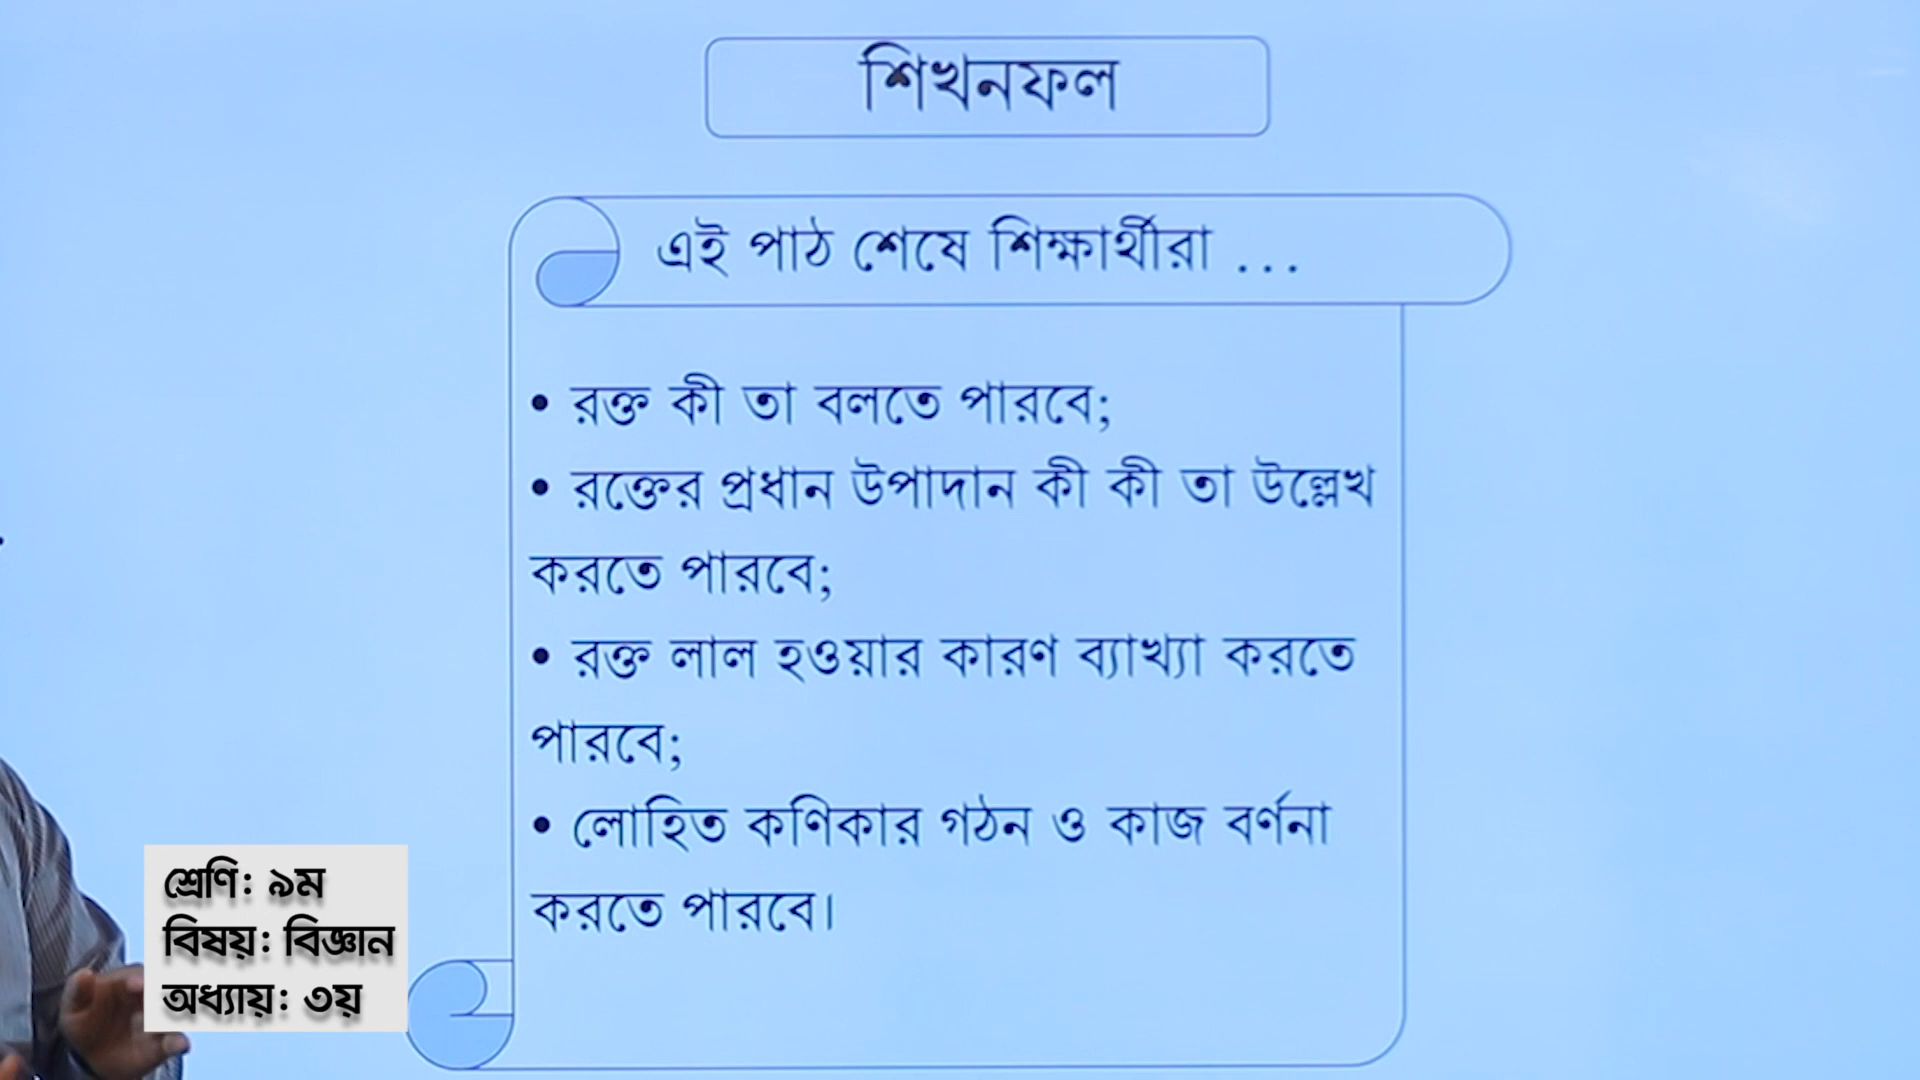 শিখনফল
এই পাঠ শেষে শিক্ষার্থীরা ...
• রক্ত কী তা বলতে পারবে;
• রক্তের প্রধান উপাদান কী কী তা উল্লেখ
করতে পারবে;
• রক্ত লাল হওয়ার কারণ ব্যাখ্যা করতে
পারবে;
• লোহিত কণিকার গঠন ও কাজ বর্ণনা
করতে পারবে।
শ্রেণি: ৯ম
বিষয়: বিজ্ঞান
অধ্যায়: ৩য়